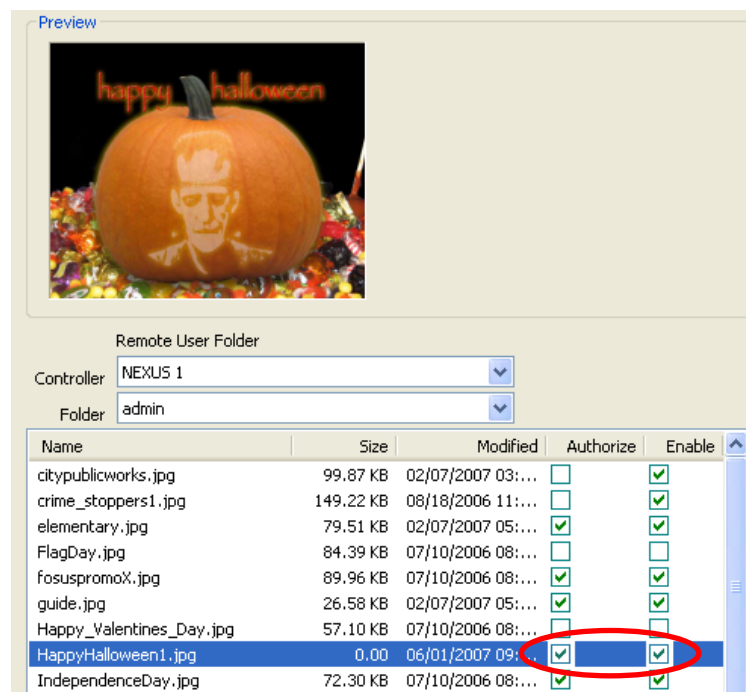 Preview
happy halloween
Remote User Folder
Controller NEXUS 1
Folder admin
Name Size Modified Authorize Enable
citypublicworks.jpg 99.87 KB 02/07/2007 03:...
crime_stoppers1.jpg 149.22 KB 08/18/2006 11:...
elementary.jpg 79.51 KB 02/07/2007 05:...
FlagDay.jpg 84.39 KB 07/10/2006 08:...
fosuspromoX.jpg 89.96 KB 07/10/2006 08:...
guide.jpg 26.58 KB 02/07/2007 05:...
Happy_Valentines_Day.jpg 57.10 KB 07/10/2006 08:...
HappyHalloween1.jpg 0.00 06/01/2007 09:...
IndependenceDay.jpg 72.30 KB 07/10/2006 08:...